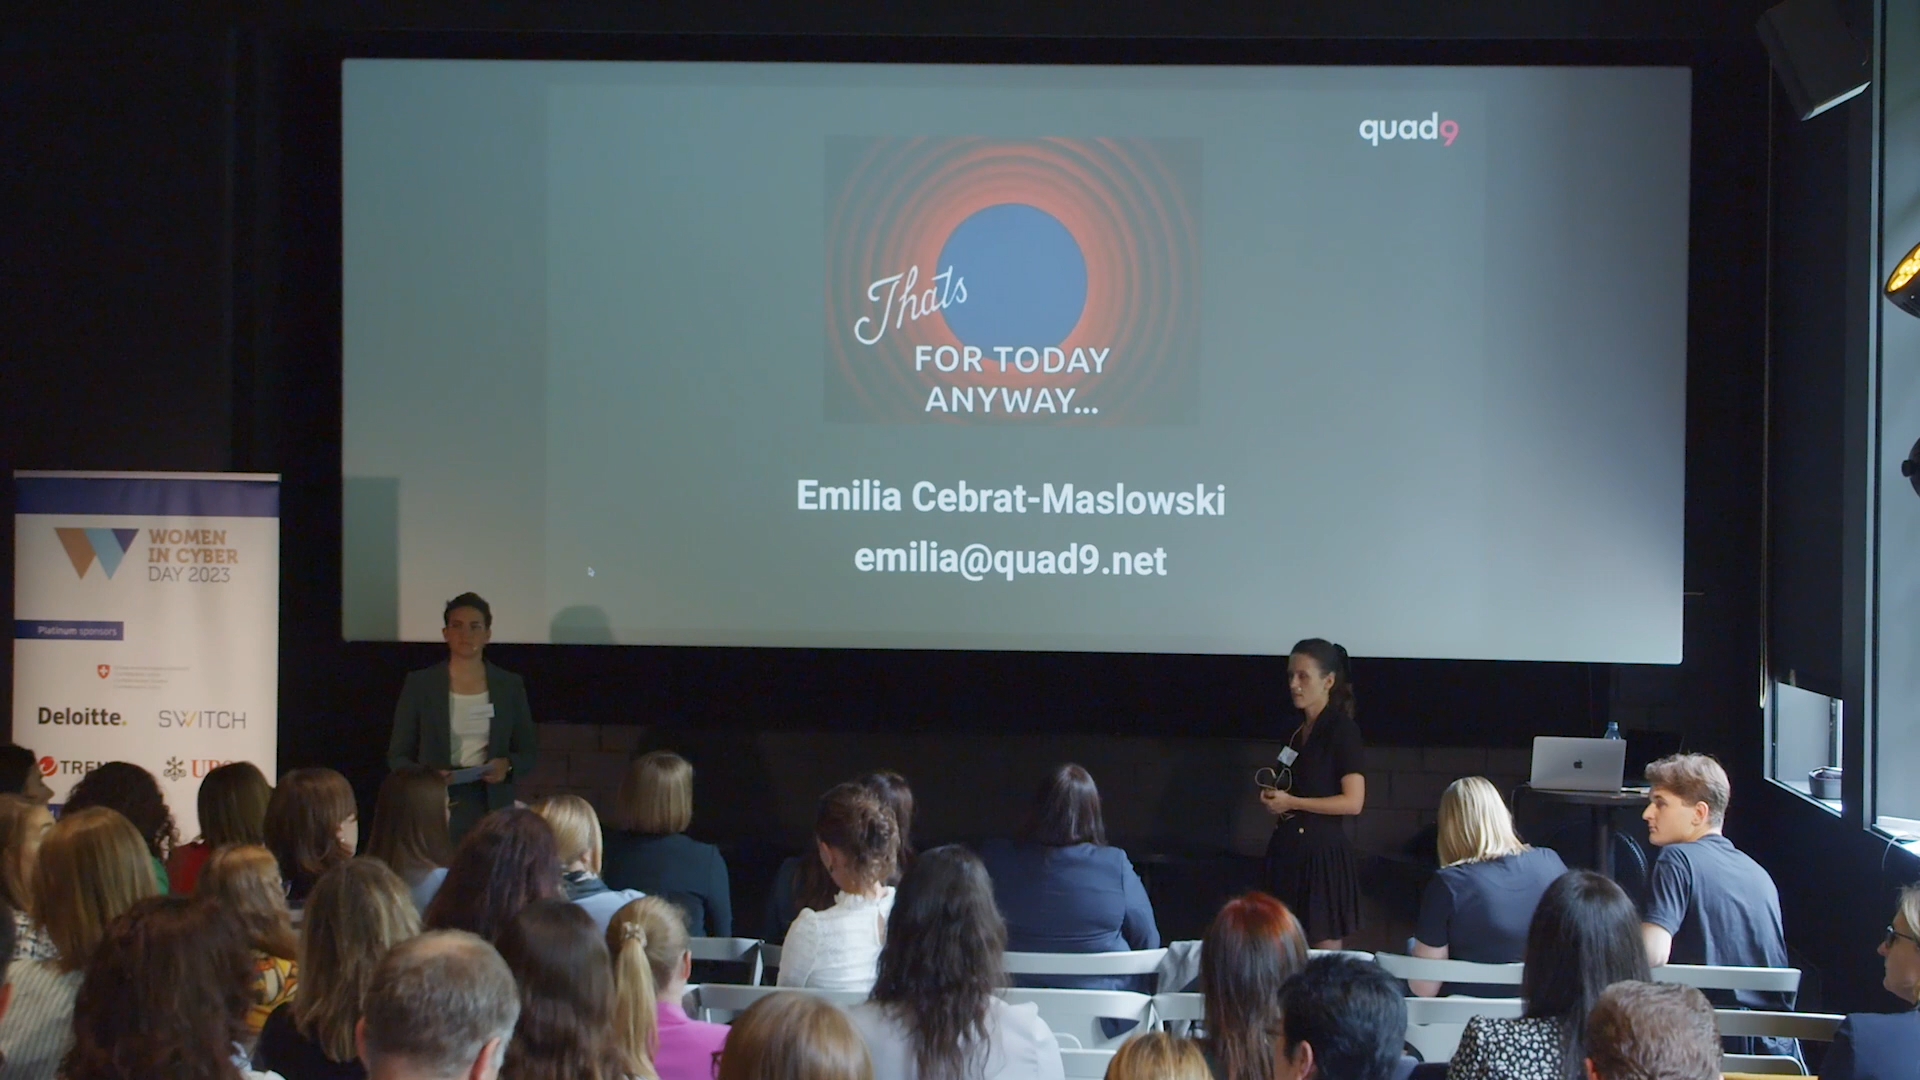 quad9
Thats
FOR TODAY
ANYWAY...
Emilia Cebrat-Maslowski
emilia@quad9.net
WOMEN
IN CYBER
DAY 2023
Platinum sponsors
Deloitte.
SWITCH